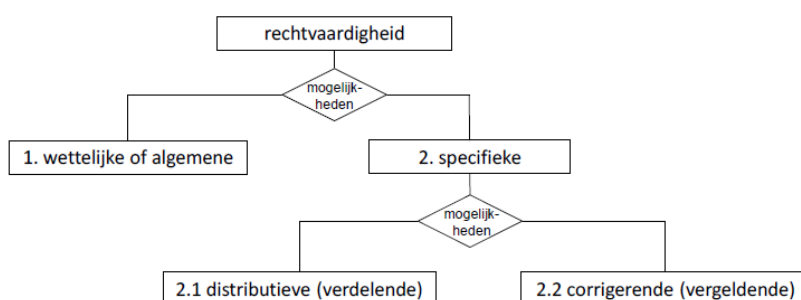 rechtvaardigheid
mogelijk-
heden
1. wettelijke of algemene
2. specifieke
mogelijk-
heden
2.1 distributieve (verdelende)
2.2 corrigerende (vergeldende)